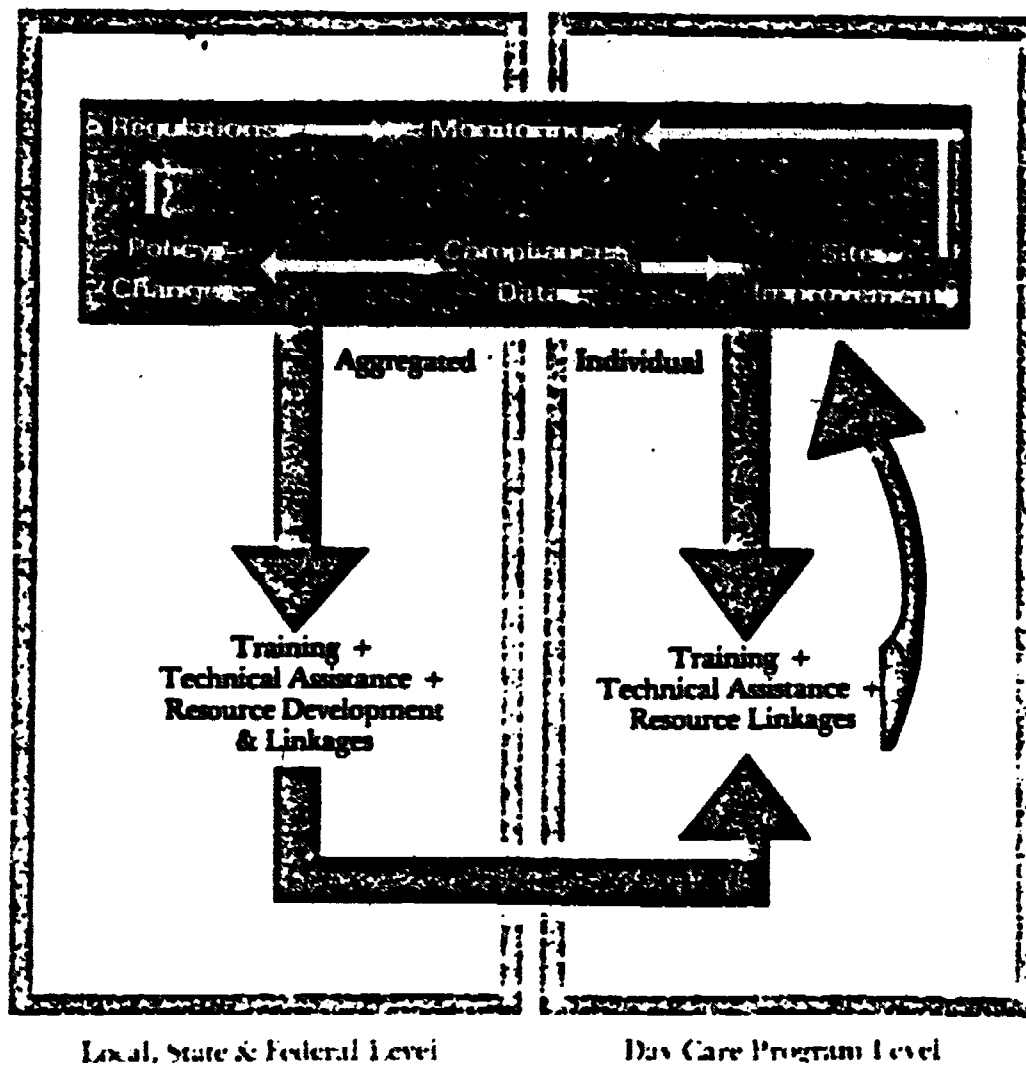 Regulations Monitoring
Policy Compliance Site
Change Data Improvement
Aggregated Individual
Training +
Technical Assistance +
Resource Development
& Linkages
Training +
Technical Assistance +
Resource Linkages
Local, State & Federal Level
Day Care Program Level